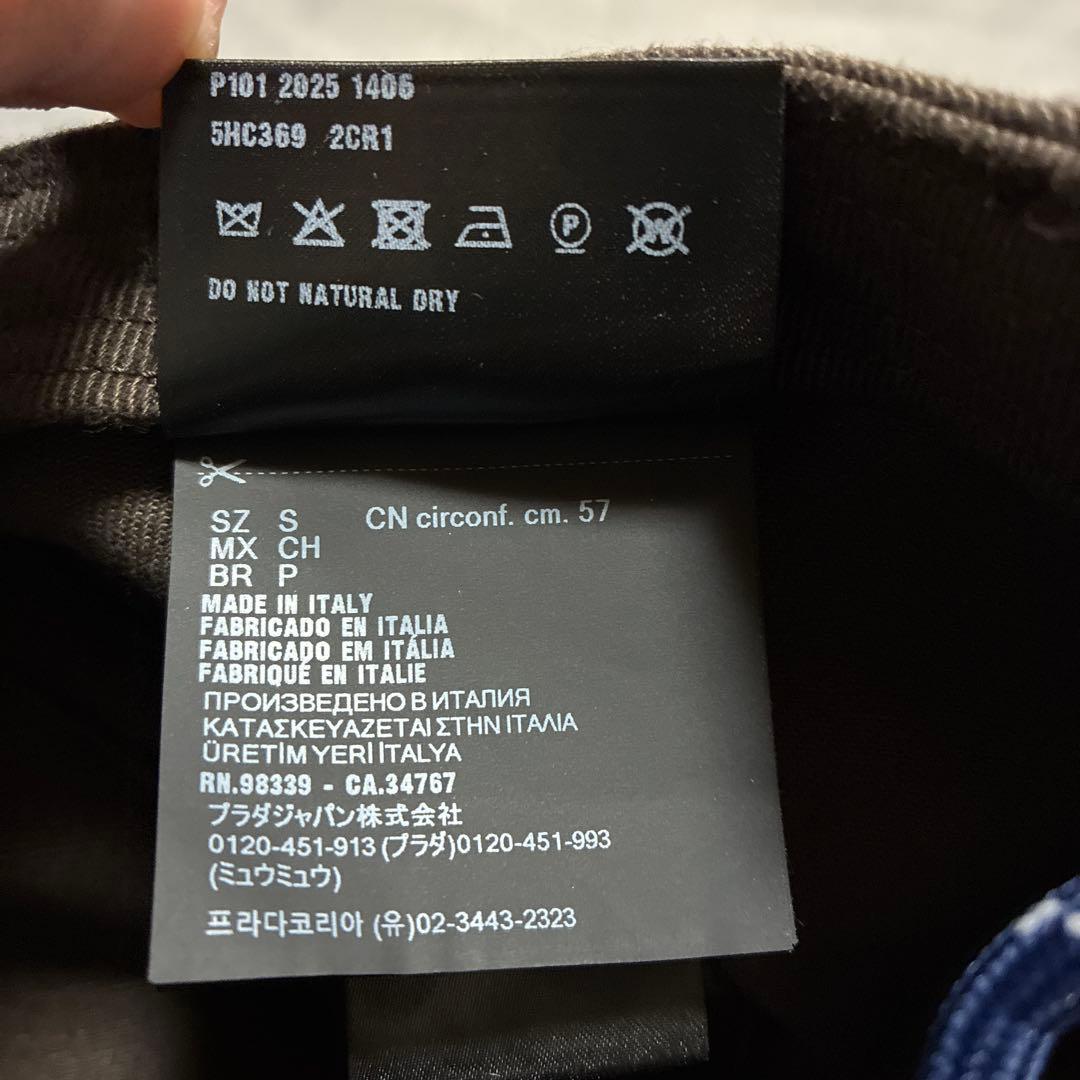 P101 2025 1406
5HC369 2CR1
P W
DO NOT NATURAL DRY
SZ S CN circonf. cm. 57
MX CH
BR P
MADE IN ITALY
FABRICADO EN ITALIA
FABRICADO EM ITÁLIA
FABRIQUÉ EN ITALIE
ПРОИЗВЕДЕНО В ИТАЛИЯ
ΚΑΤΑΣΚΕΥΑΖΕΤΑΙ ΣΤΗΝ ΙΤΑΛΙΑ
ÜRETİM YERİ İTALYA
RN.98339 - CA.34767
プラダジャパン株式会社
0120-451-913 (プラダ)0120-451-993
(ミュウミュウ)
프라다코리아 (유)02-3443-2323